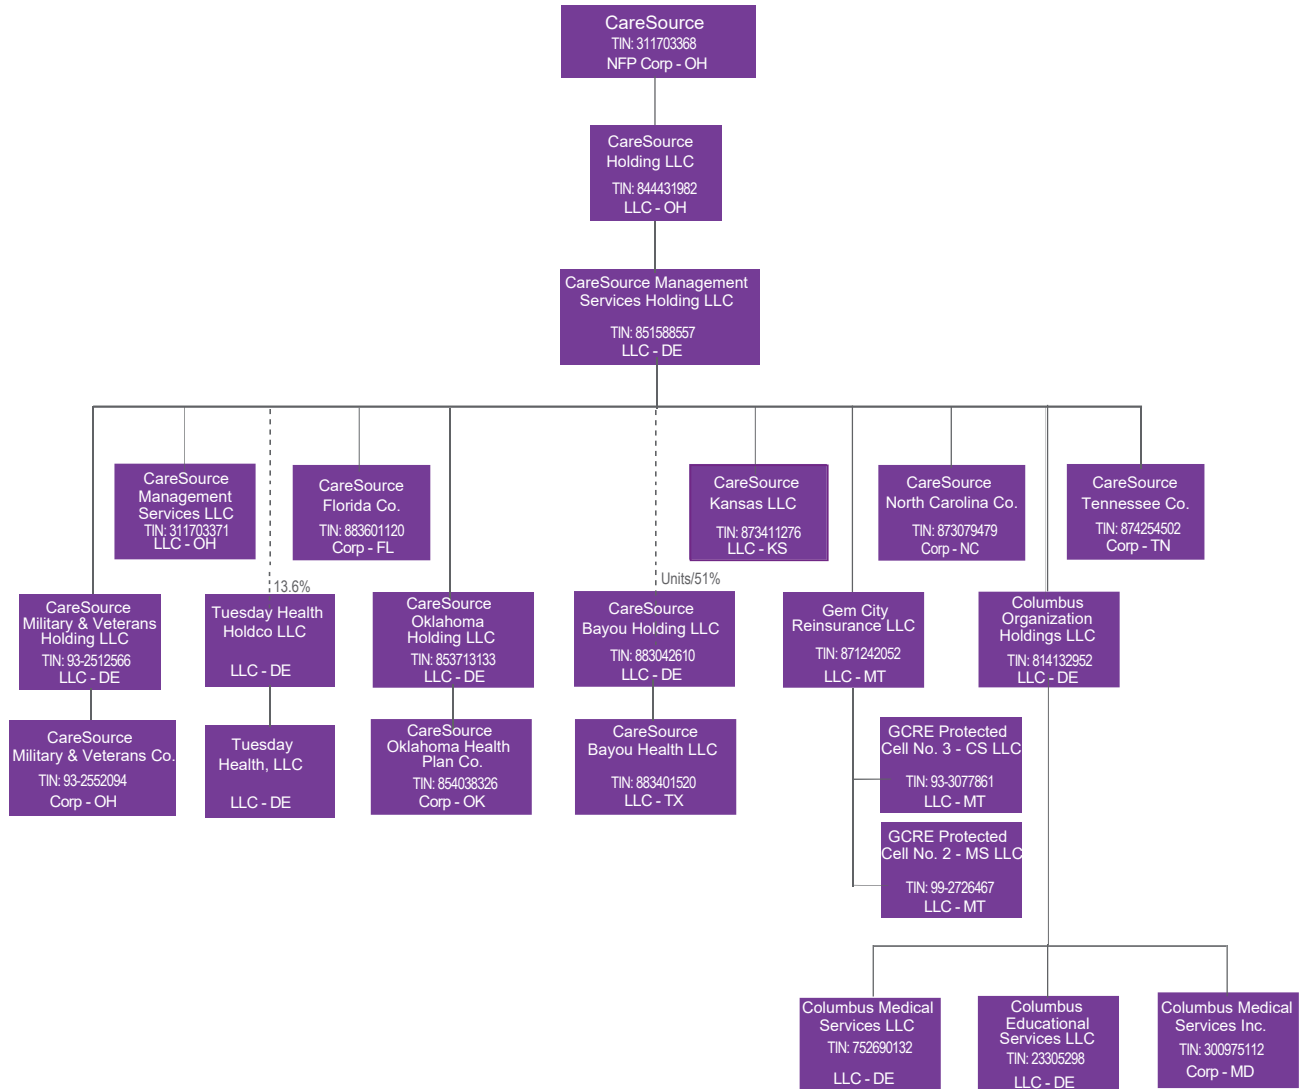 CareSource
TIN: 311703368
NFP Corp - OH
CareSource
Holding LLC
TIN: 844431982
LLC - OH
CareSource Management
Services Holding LLC
TIN: 851588557
LLC - DE
CareSource
Management
Services LLC
TIN: 311703371
LLC - OH
CareSource
Florida Co.
TIN: 883601120
Corp - FL
CareSource
Kansas LLC
TIN: 873411276
LLC - KS
CareSource
North Carolina Co.
TIN: 873079479
Corp - NC
CareSource
Tennessee Co.
TIN: 874254502
Corp - TN
13.6%
Units/51%
CareSource
Military & Veterans
Holding LLC
TIN: 93-2512566
LLC - DE
Tuesday Health
Holdco LLC
LLC - DE
CareSource
Oklahoma
Holding LLC
TIN: 853713133
LLC - DE
CareSource
Bayou Holding LLC
TIN: 883042610
LLC - DE
Gem City
Reinsurance LLC
TIN: 871242052
LLC - MT
Columbus
Organization
Holdings LLC
TIN: 814132952
LLC - DE
CareSource
Military & Veterans Co.
TIN: 93-2552094
Corp - OH
Tuesday
Health, LLC
LLC - DE
CareSource
Oklahoma Health
Plan Co.
TIN: 854038326
Corp - OK
CareSource
Bayou Health LLC
TIN: 883401520
LLC - TX
GCRE Protected
Cell No. 3 - CS LLC
TIN: 93-3077861
LLC - MT
GCRE Protected
Cell No. 2 - MS LLC
TIN: 99-2726467
LLC - MT
Columbus Medical
Services LLC
TIN: 752690132
LLC - DE
Columbus
Educational
Services LLC
TIN: 23305298
LLC - DE
Columbus Medical
Services Inc.
TIN: 300975112
Corp - MD